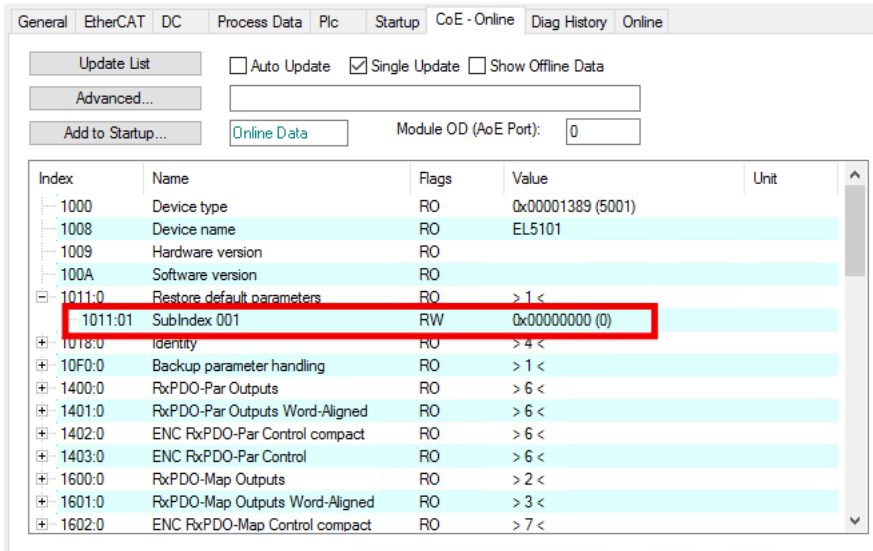 General EtherCAT DC Process Data Plc Startup CoE - Online Diag History Online
Update List Auto Update Single Update Show Offline Data
Advanced...
Add to Startup... Online Data Module OD (AoE Port): 0
Index Name Flags Value Unit
1000 Device type RO 0x00001389 (5001)
1008 Device name RO EL5101
1009 Hardware version RO
100A Software version RO
1011:0 Restore default parameters RO > 1 <
1011:01 SubIndex 001 RW 0x00000000 (0)
1018:0 Identity RO > 4 <
10F0:0 Backup parameter handling RO > 1 <
1400:0 RxPDO-Par Outputs RO > 6 <
1401:0 RxPDO-Par Outputs Word-Aligned RO > 6 <
1402:0 ENC RxPDO-Par Control compact RO > 6 <
1403:0 ENC RxPDO-Par Control RO > 6 <
1600:0 RxPDO-Map Outputs RO > 2 <
1601:0 RxPDO-Map Outputs Word-Aligned RO > 3 <
1602:0 ENC RxPDO-Map Control compact RO > 7 <